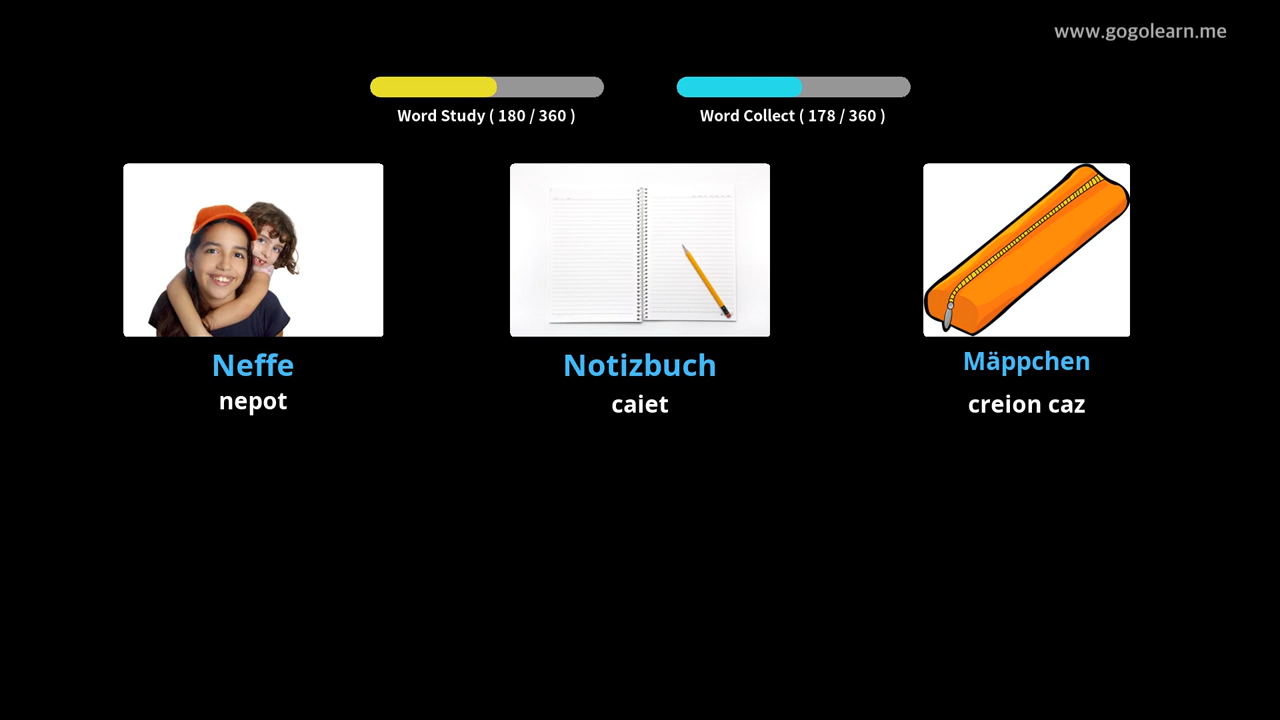 www.gogolearn.me
Word Study ( 180 / 360 )
Word Collect ( 178 / 360 )
Neffe
nepot
Notizbuch
caiet
Mäppchen
creion caz